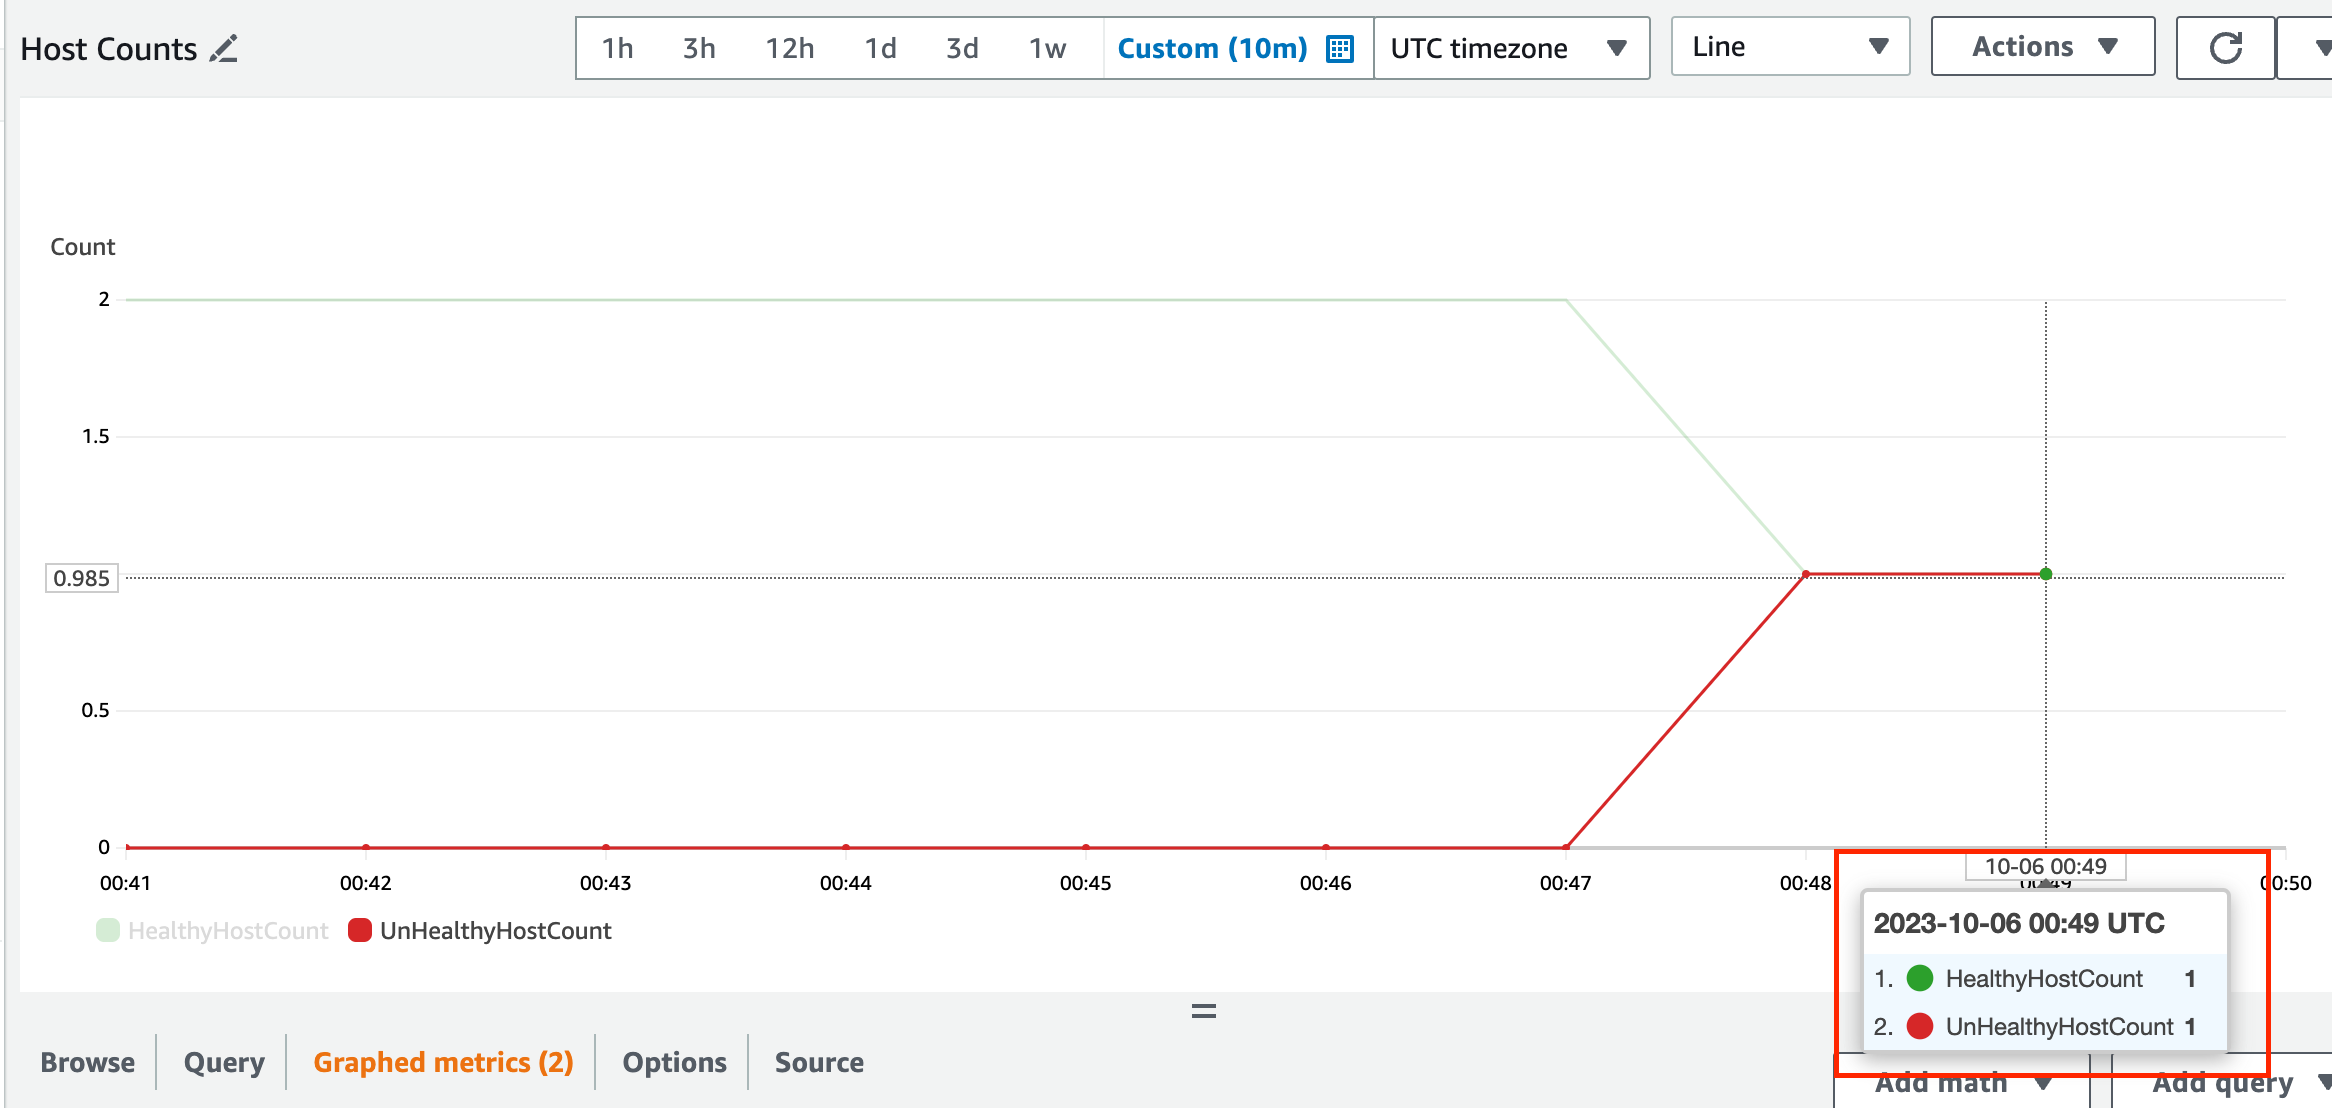 Host Counts
1h 3h 12h 1d 3d 1w Custom (10m) UTC timezone Line Actions
Count
2
1.5
0.985
0.5
0
00:41 00:42 00:43 00:44 00:45 00:46 00:47 00:48 00:49 00:50
10-06 00:49
HealthyHostCount UnHealthyHostCount
2023-10-06 00:49 UTC
1. HealthyHostCount 1
2. UnHealthyHostCount 1
Browse Query Graphed metrics (2) Options Source
Add math Add query